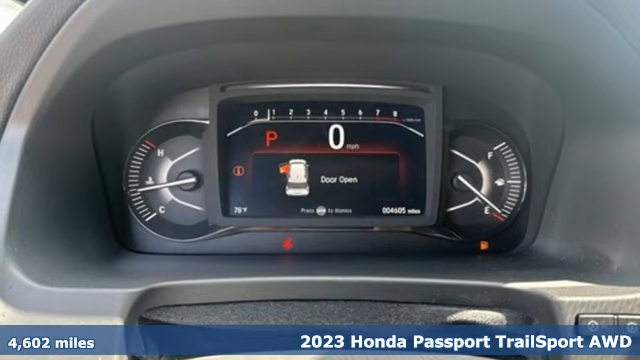 0 1 2 3 4 5 6 7 8
P 0 mph
H
F
Door Open
C
E
78°F
Press to dismiss
004605 miles
4,602 miles
2023 Honda Passport TrailSport AWD